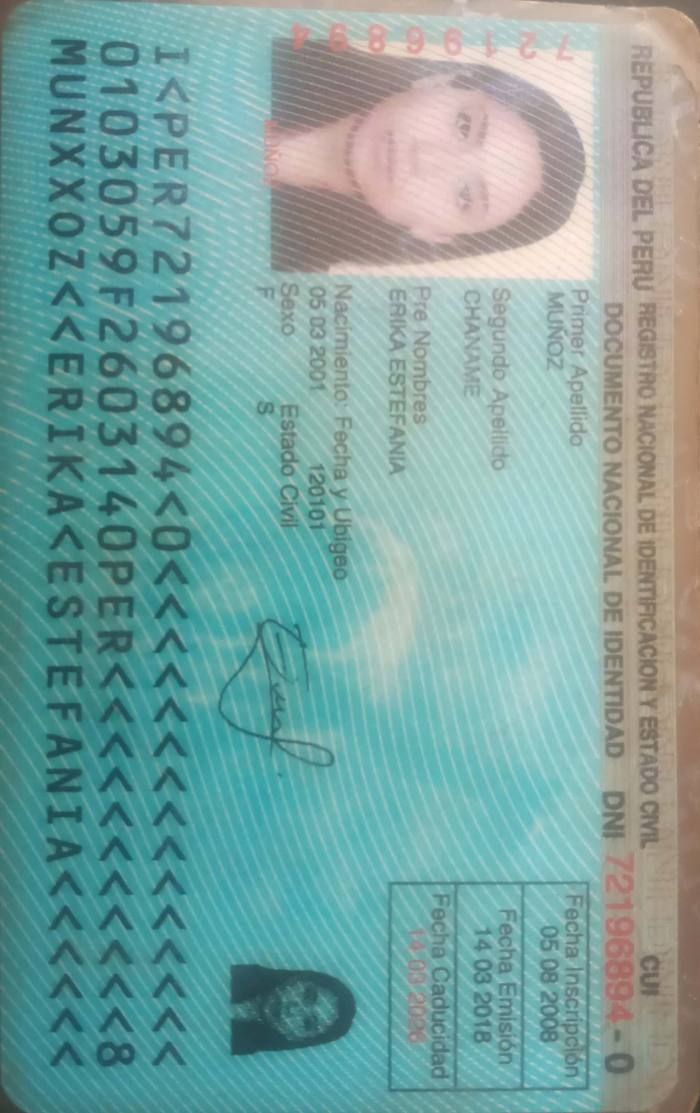 REPUBLICA DEL PERU REGISTRO NACIONAL DE IDENTIFICACION Y ESTADO CIVIL
CUI
DOCUMENTO NACIONAL DE IDENTIDAD DNI 72196894 - 0
72196894
MUÑOZ
Primer Apellido
MUÑOZ
Segundo Apellido
CHANAME
Pre Nombres
ERIKA ESTEFANIA
Nacimiento: Fecha y Ubigeo
05 03 2001 120101
Sexo Estado Civil
F S
Fecha Inscripción
05 08 2008
Fecha Emisión
14 03 2018
Fecha Caducidad
14 03 2026
I<PER72196894<0<<<<<<<<<<<<<<<
0103059F2603140PER<<<<<<<<<<<8
MUNXXOZ<<ERIKA<ESTEFANIA<<<<<<